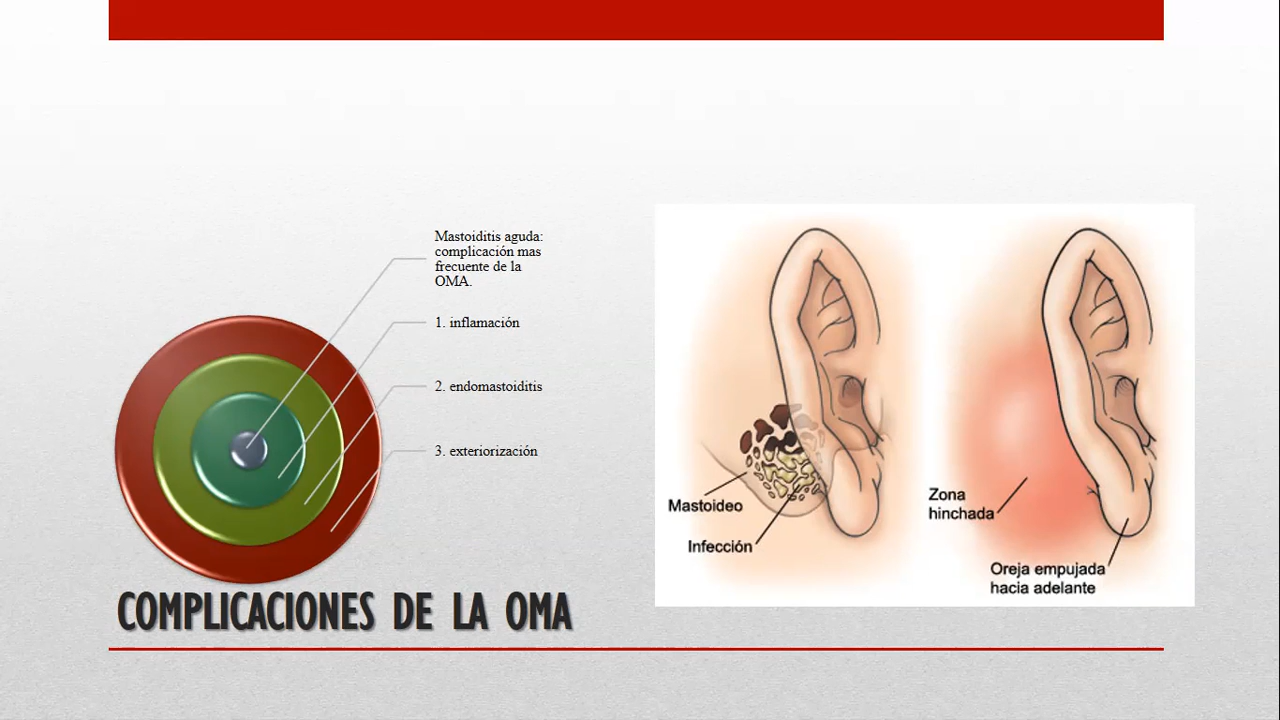 Mastoiditis aguda:
complicación mas
frecuente de la
OMA.
1. inflamación
2. endomastoiditis
3. exteriorización
COMPLICACIONES DE LA OMA
Mastoideo
Infección
Zona
hinchada
Oreja empujada
hacia adelante